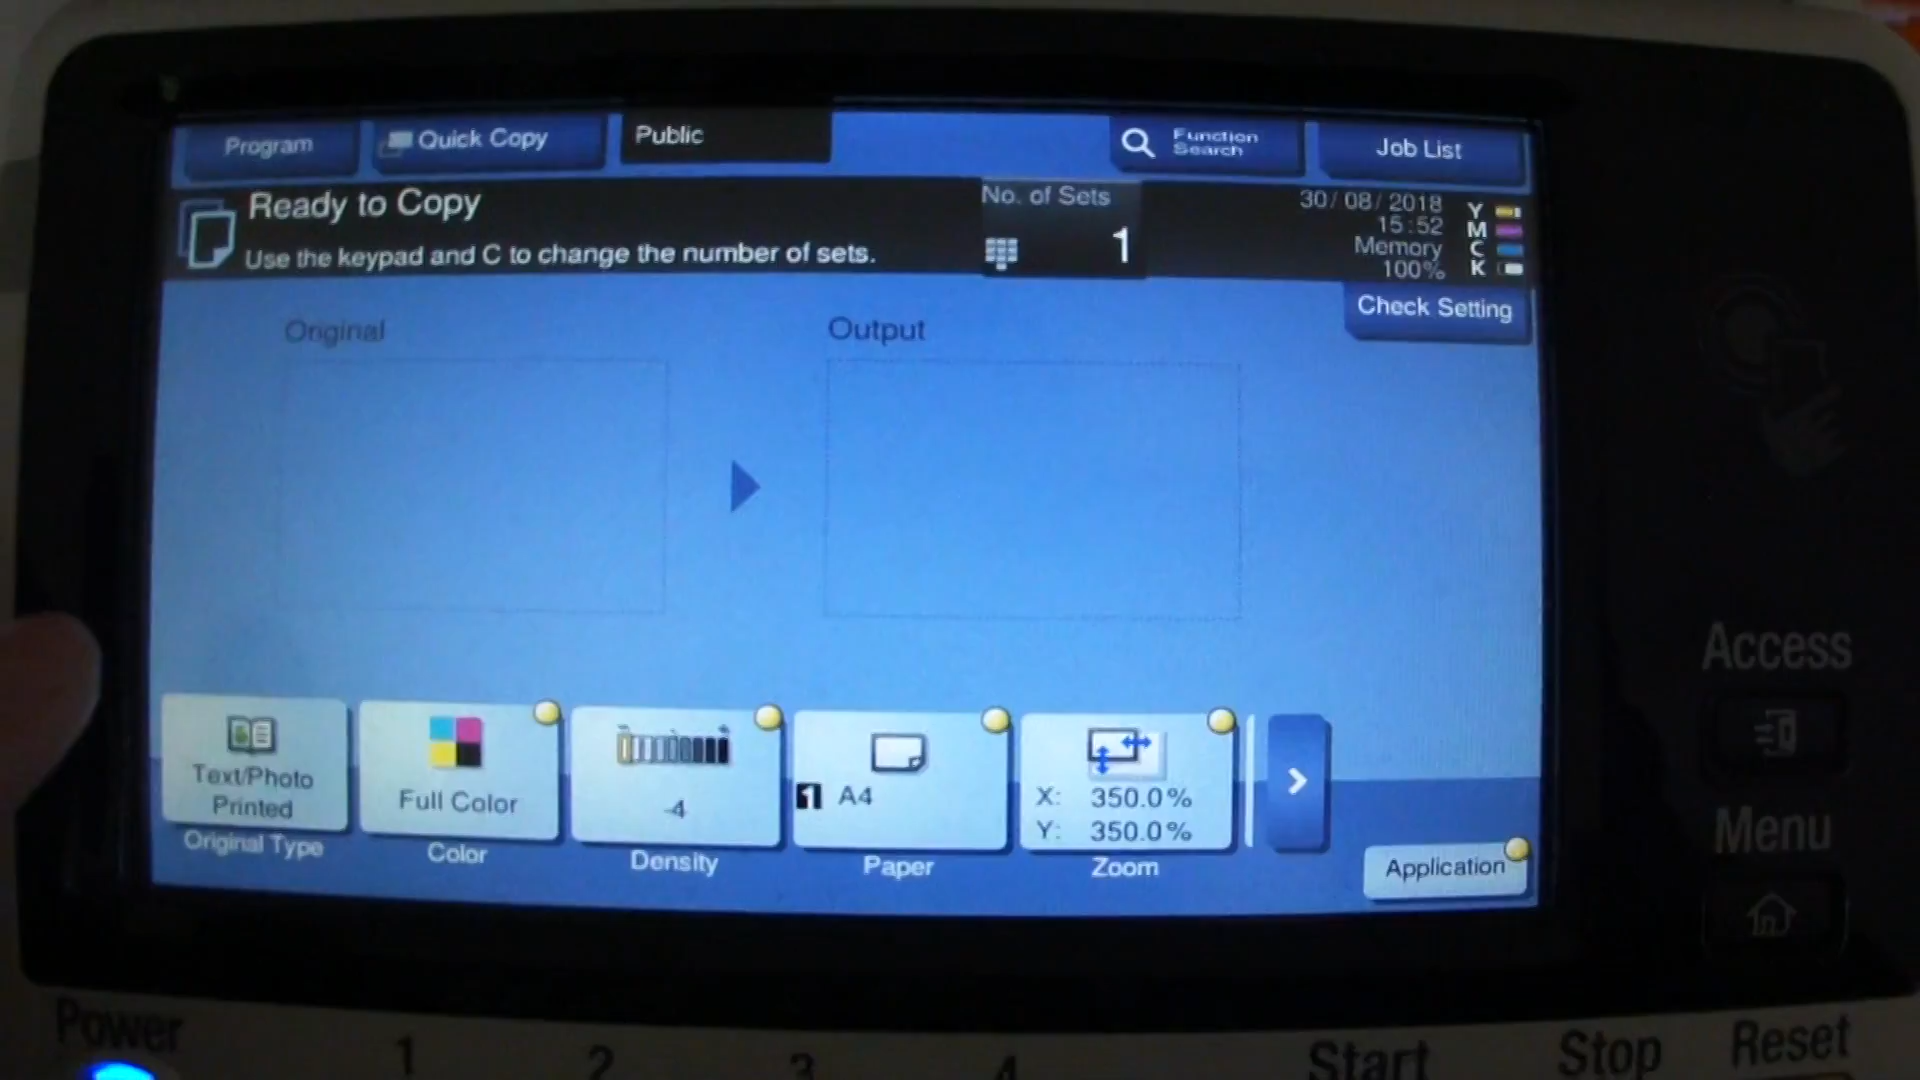 Program
Quick Copy
Public
Function
Search
Job List
Ready to Copy
Use the keypad and C to change the number of sets.
No. of Sets
1
30/08/2018
15:52
Memory
100%
Y
M
C
K
Check Setting
Original
Output
Text/Photo
Printed
Original Type
Full Color
Color
-4
Density
1 A4
Paper
X: 350.0%
Y: 350.0%
Zoom
Application
Access
Menu
Power
1
2
3
4
Start
Stop
Reset